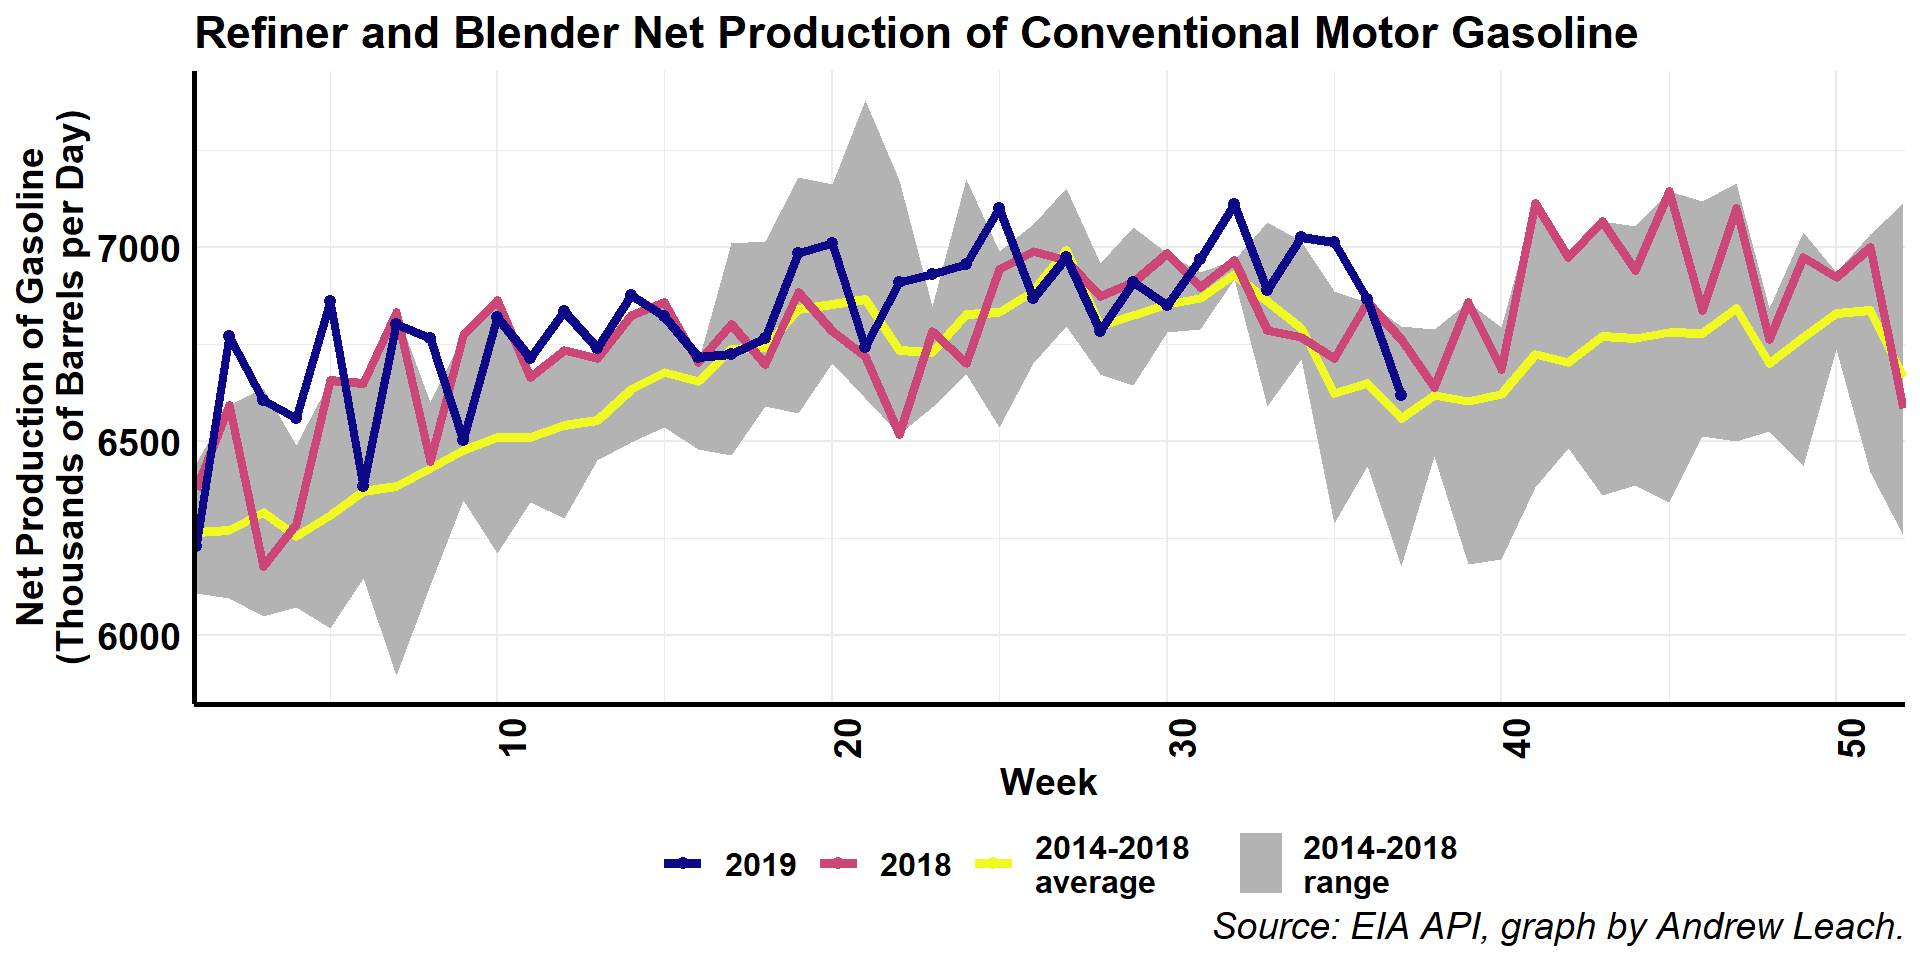 Refiner and Blender Net Production of Conventional Motor Gasoline
Net Production of Gasoline
(Thousands of Barrels per Day)
7000
6500
6000
10
20
30
40
50
Week
2019
2018
2014-2018
average
2014-2018
range
Source: EIA API, graph by Andrew Leach.